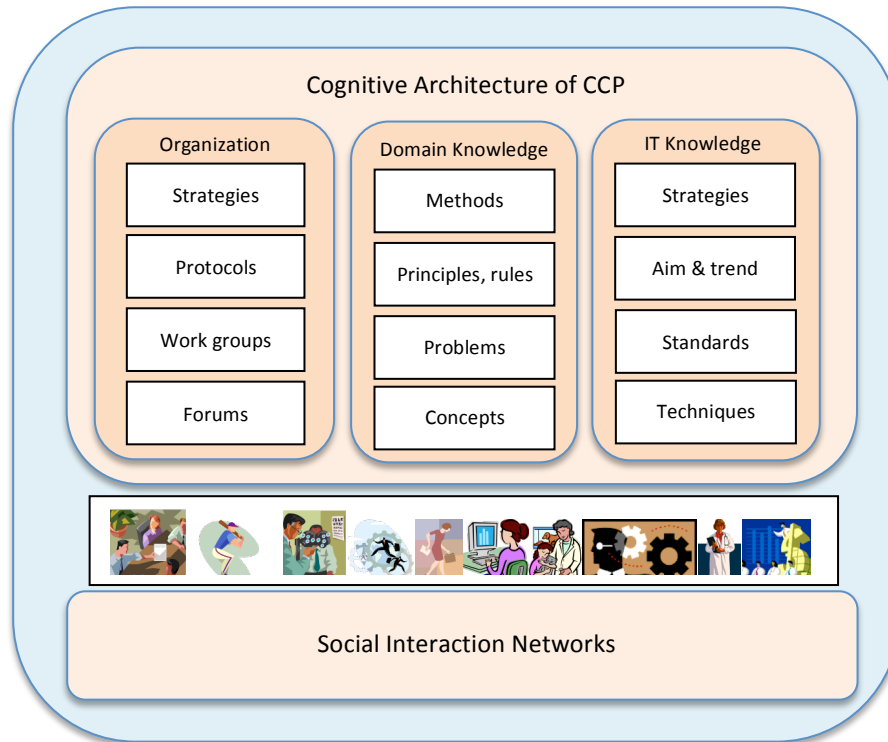 Cognitive Architecture of CCP
Organization
Strategies
Protocols
Work groups
Forums
Domain Knowledge
Methods
Principles, rules
Problems
Concepts
IT Knowledge
Strategies
Aim & trend
Standards
Techniques
Social Interaction Networks